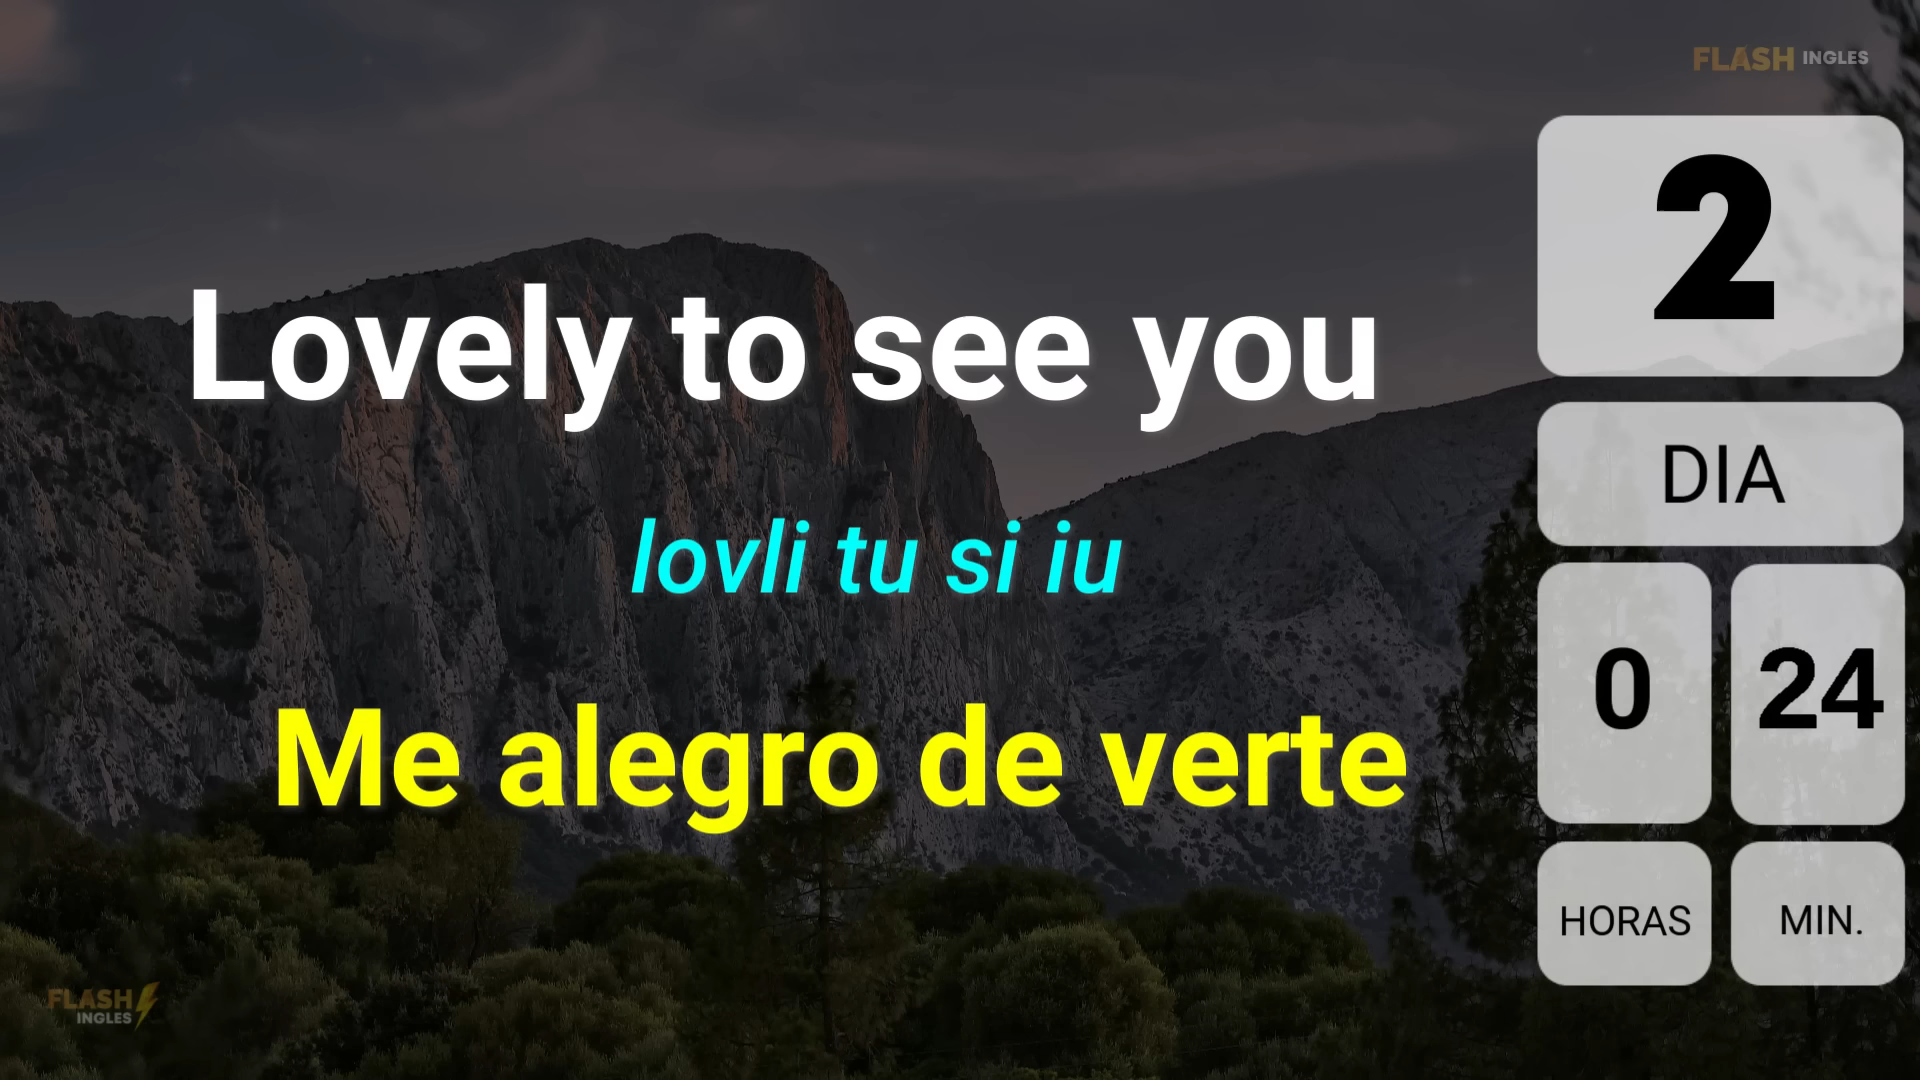 FLASH INGLES
2
DIA
0 24
HORAS MIN.
Lovely to see you
lovli tu si iu
Me alegro de verte
FLASH
INGLES